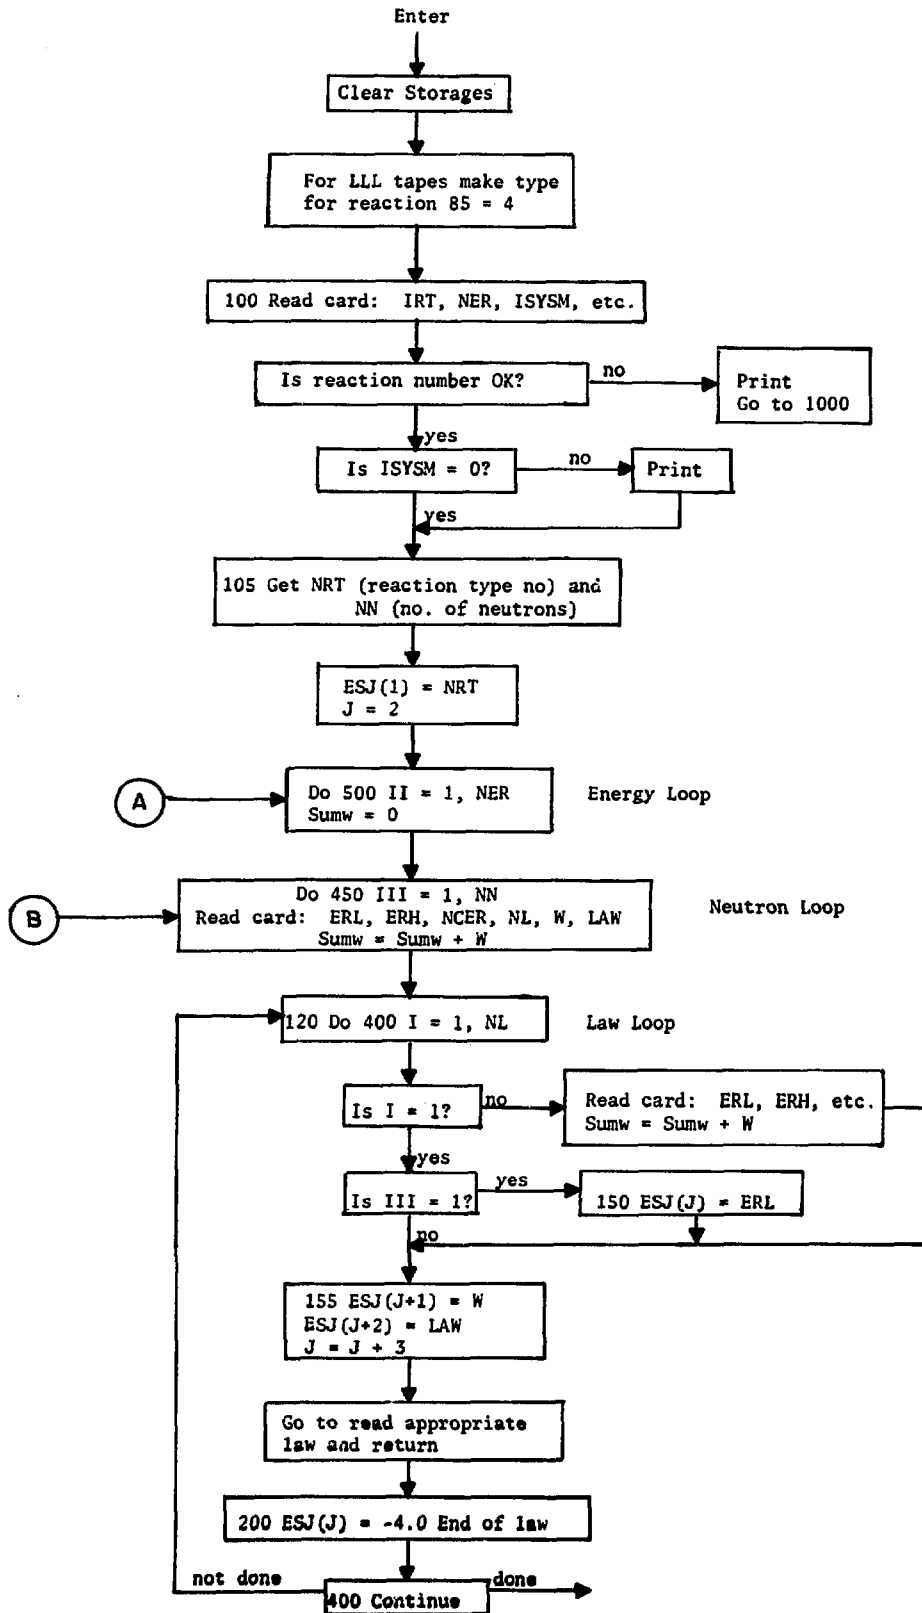 Enter
Clear Storages
For LLL tapes make type
for reaction 85 = 4
100 Read card: IRT, NER, ISYSM, etc.
Is reaction number OK?
no
Print
Go to 1000
yes
Is ISYSM = 0?
no
Print
yes
105 Get NRT (reaction type no) and
NN (no. of neutrons)
ESJ(1) = NRT
J = 2
A
Do 500 II = 1, NER
Sumw = 0
Energy Loop
B
Do 450 III = 1, NN
Read card: ERL, ERH, NCER, NL, W, LAW
Sumw = Sumw + W
Neutron Loop
120 Do 400 I = 1, NL
Law Loop
Is I = 1?
no
Read card: ERL, ERH, etc.
Sumw = Sumw + W
yes
Is III = 1?
yes
150 ESJ(J) = ERL
no
155 ESJ(J+1) = W
ESJ(J+2) = LAW
J = J + 3
Go to read appropriate
law and return
200 ESJ(J) = -4.0 End of law
not done
400 Continue
done